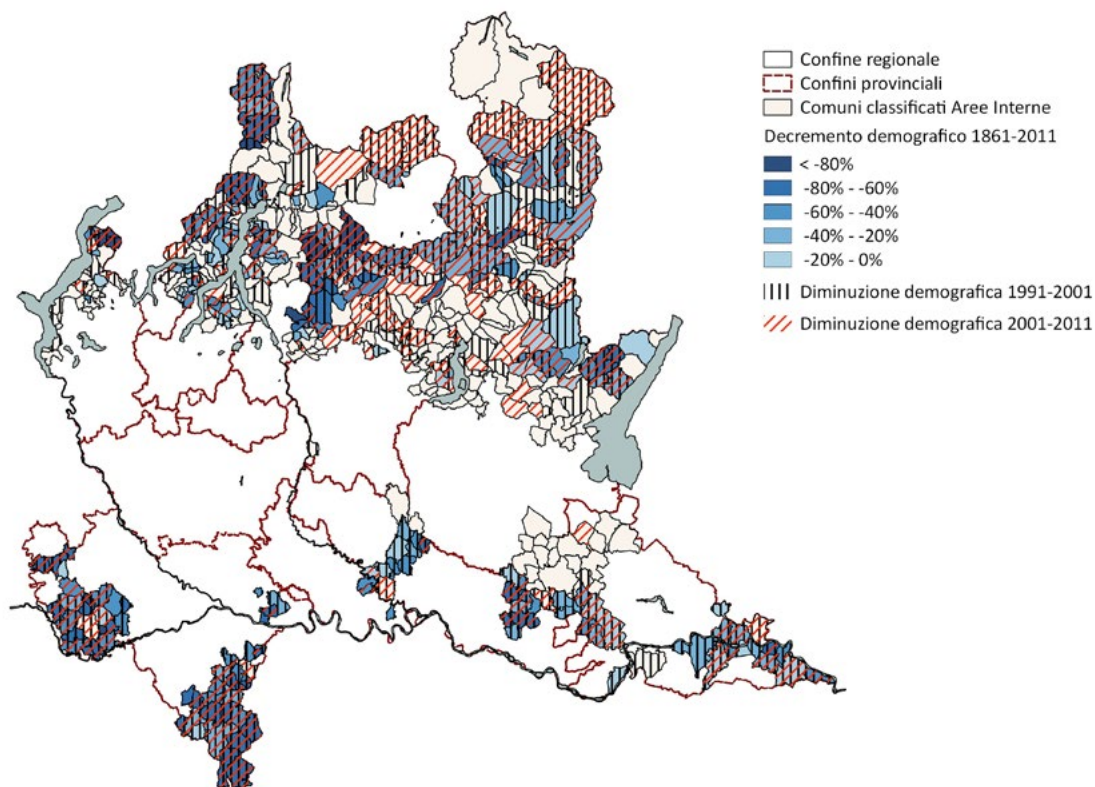 Confine regionale
Confini provinciali
Comuni classificati Aree Interne
Decremento demografico 1861-2011
< -80%
-80% - -60%
-60% - -40%
-40% - -20%
-20% - 0%
Diminuzione demografica 1991-2001
Diminuzione demografica 2001-2011